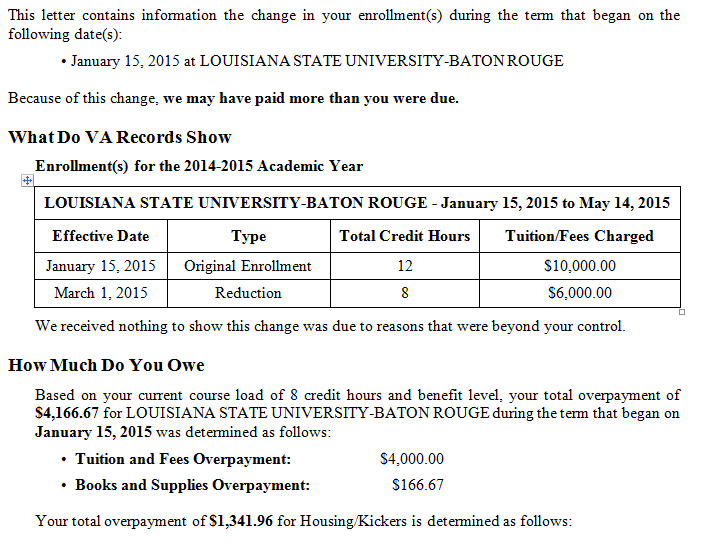 This letter contains information the change in your enrollment(s) during the term that began on the
following date(s):
• January 15, 2015 at LOUISIANA STATE UNIVERSITY-BATON ROUGE
Because of this change, we may have paid more than you were due.
What Do VA Records Show
Enrollment(s) for the 2014-2015 Academic Year
LOUISIANA STATE UNIVERSITY-BATON ROUGE - January 15, 2015 to May 14, 2015
Effective Date Type Total Credit Hours Tuition/Fees Charged
January 15, 2015 Original Enrollment 12 $10,000.00
March 1, 2015 Reduction 8 $6,000.00
We received nothing to show this change was due to reasons that were beyond your control.
How Much Do You Owe
Based on your current course load of 8 credit hours and benefit level, your total overpayment of
$4,166.67 for LOUISIANA STATE UNIVERSITY-BATON ROUGE during the term that began on
January 15, 2015 was determined as follows:
• Tuition and Fees Overpayment: $4,000.00
• Books and Supplies Overpayment: $166.67
Your total overpayment of $1,341.96 for Housing/Kickers is determined as follows: